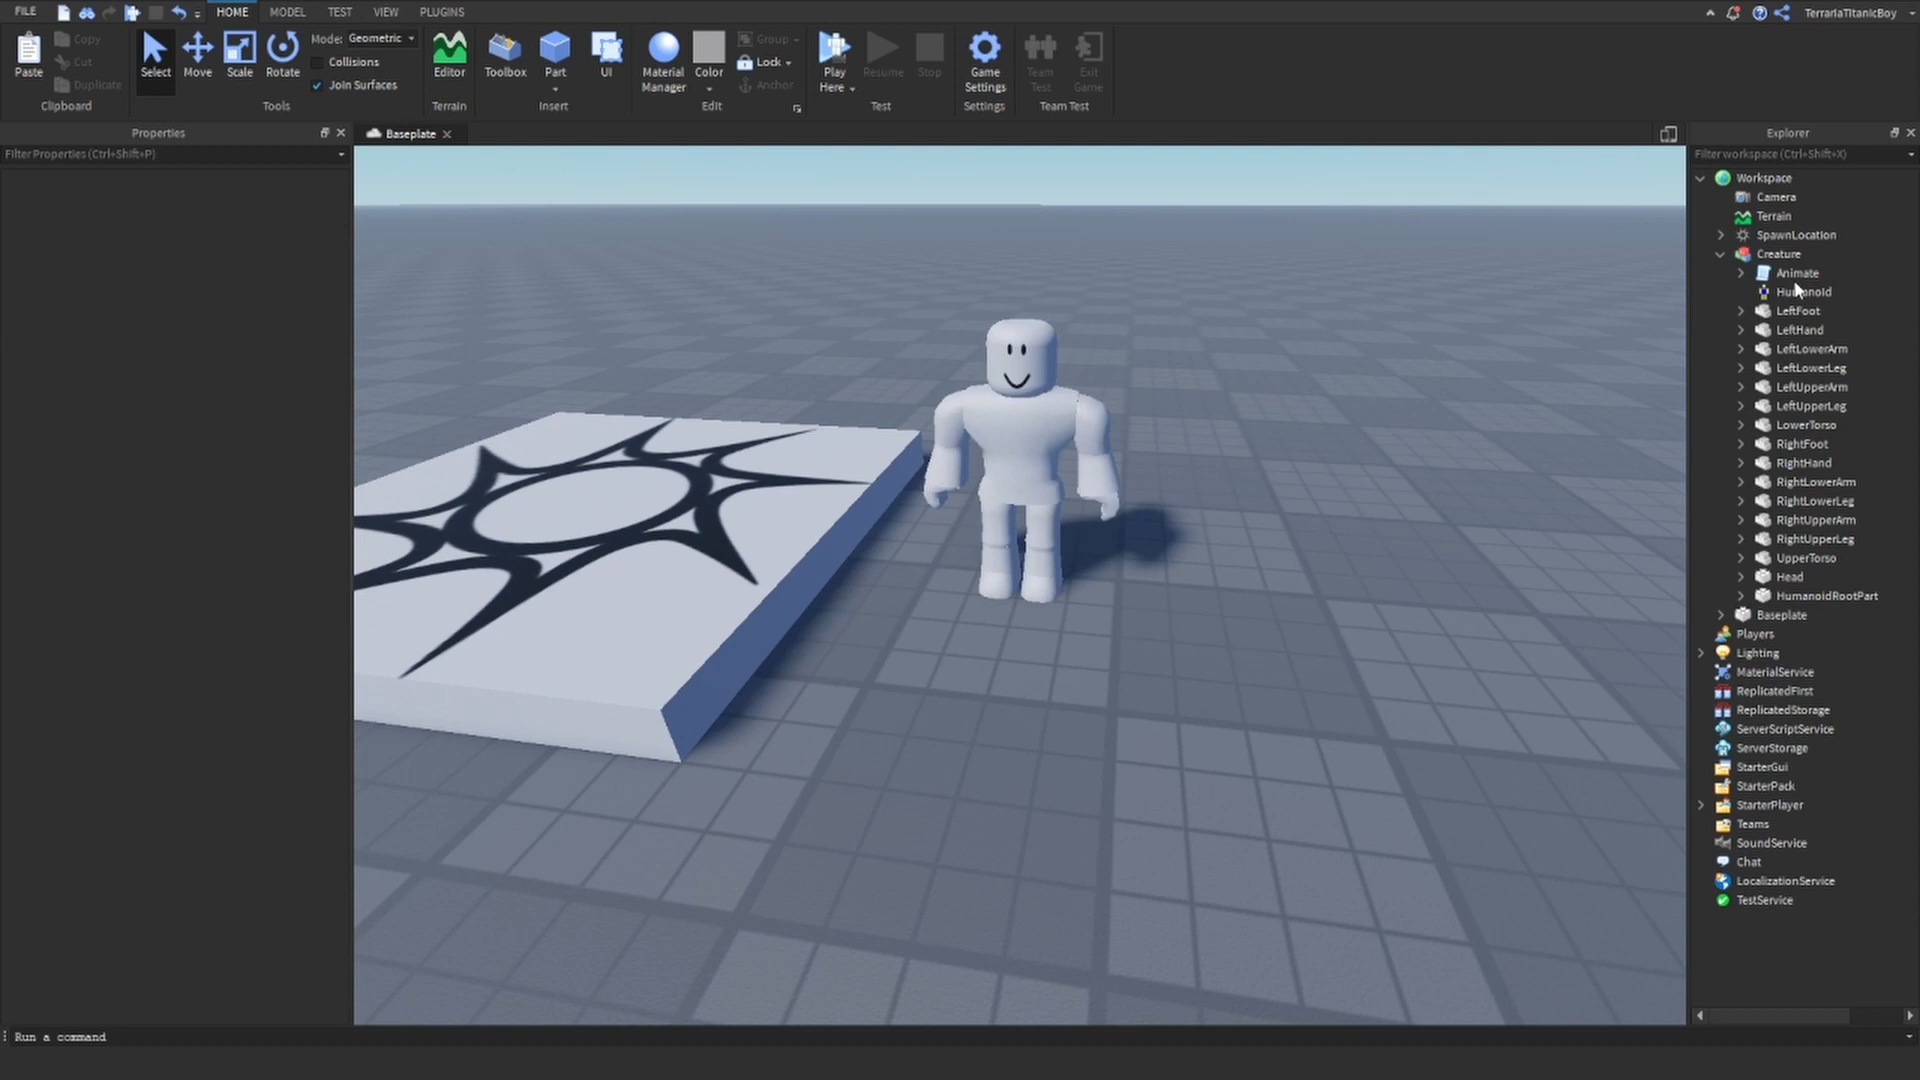 FILE HOME MODEL TEST VIEW PLUGINS TerrariaTitanicBoy
Paste Copy Cut Duplicate Clipboard
Select Move Scale Rotate Mode: Geometric Collisions Join Surfaces Tools
Editor Terrain
Toolbox Part UI Insert
Material Manager Color Group Lock Anchor Edit
Play Here Resume Stop Test
Game Settings Settings
Team Test Exit Game Team Test
Properties
Filter Properties (Ctrl+Shift+P)
Baseplate
Explorer
Filter workspace (Ctrl+Shift+X)
Workspace
Camera
Terrain
SpawnLocation
Creature
Animate
Humanoid
LeftFoot
LeftHand
LeftLowerArm
LeftLowerLeg
LeftUpperArm
LeftUpperLeg
LowerTorso
RightFoot
RightHand
RightLowerArm
RightLowerLeg
RightUpperArm
RightUpperLeg
UpperTorso
Head
HumanoidRootPart
Baseplate
Players
Lighting
MaterialService
ReplicatedFirst
ReplicatedStorage
ServerScriptService
ServerStorage
StarterGui
StarterPack
StarterPlayer
Teams
SoundService
Chat
LocalizationService
TestService
Run a command